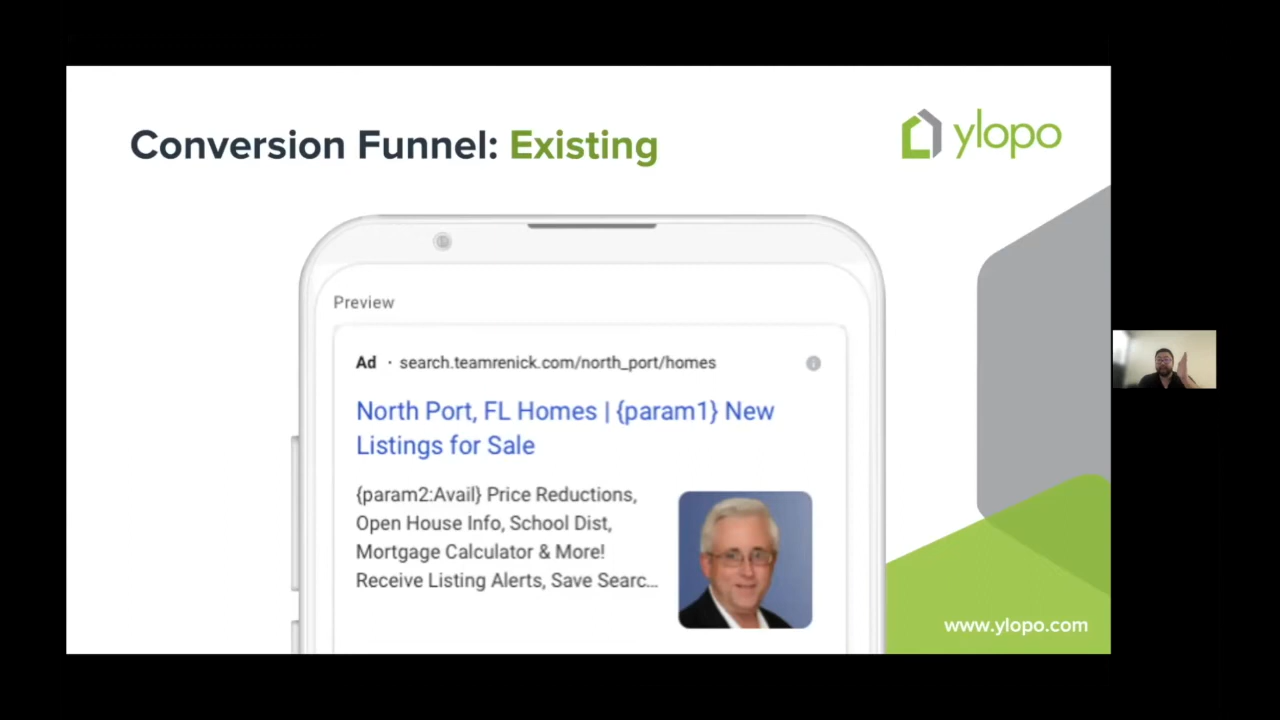 Conversion Funnel: Existing
ylopo
Preview
Ad · search.teamrenick.com/north_port/homes
North Port, FL Homes | {param1} New
Listings for Sale
{param2:Avail} Price Reductions,
Open House Info, School Dist,
Mortgage Calculator & More!
Receive Listing Alerts, Save Searc...
www.ylopo.com